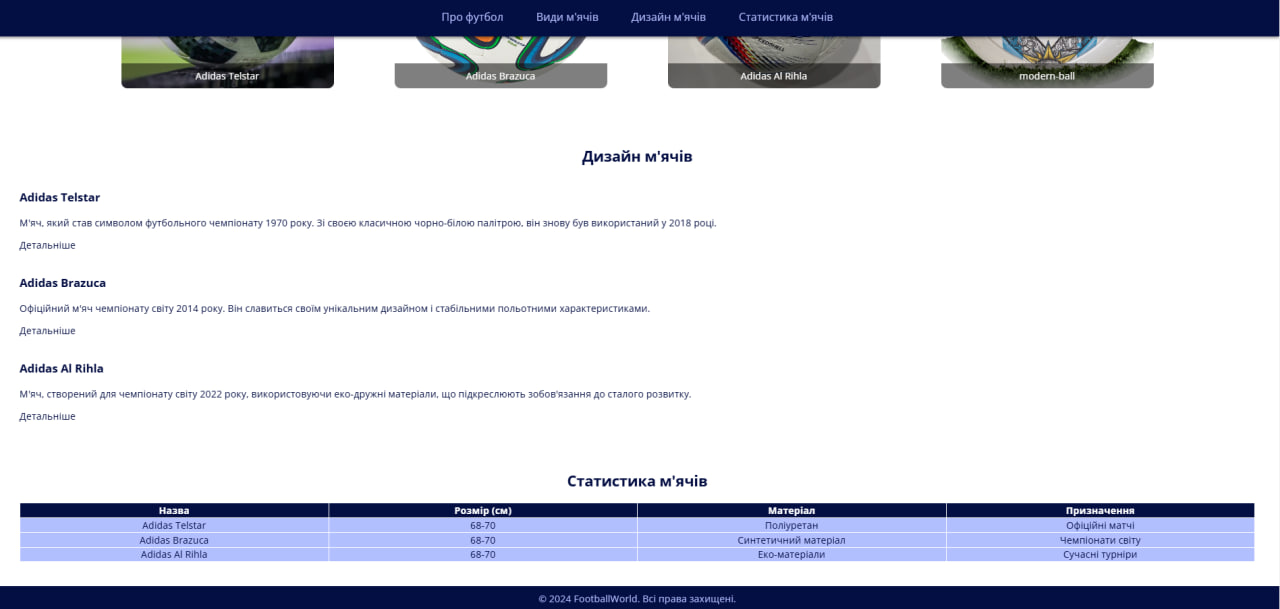 Про футбол Види м'ячів Дизайн м'ячів Статистика м'ячів
Adidas Telstar Adidas Brazuca Adidas Al Rihla modern-ball
Дизайн м'ячів
Adidas Telstar
М'яч, який став символом футбольного чемпіонату 1970 року. Зі своєю класичною чорно-білою палітрою, він знову був використаний у 2018 році.
Детальніше
Adidas Brazuca
Офіційний м'яч чемпіонату світу 2014 року. Він славиться своїм унікальним дизайном і стабільними польотними характеристиками.
Детальніше
Adidas Al Rihla
М'яч, створений для чемпіонату світу 2022 року, використовуючи еко-дружні матеріали, що підкреслюють зобов'язання до сталого розвитку.
Детальніше
Статистика м'ячів
Назва Розмір (см) Матеріал Призначення
Adidas Telstar 68-70 Поліуретан Офіційні матчі
Adidas Brazuca 68-70 Синтетичний матеріал Чемпіонати світу
Adidas Al Rihla 68-70 Еко-матеріали Сучасні турніри
© 2024 FootballWorld. Всі права захищені.